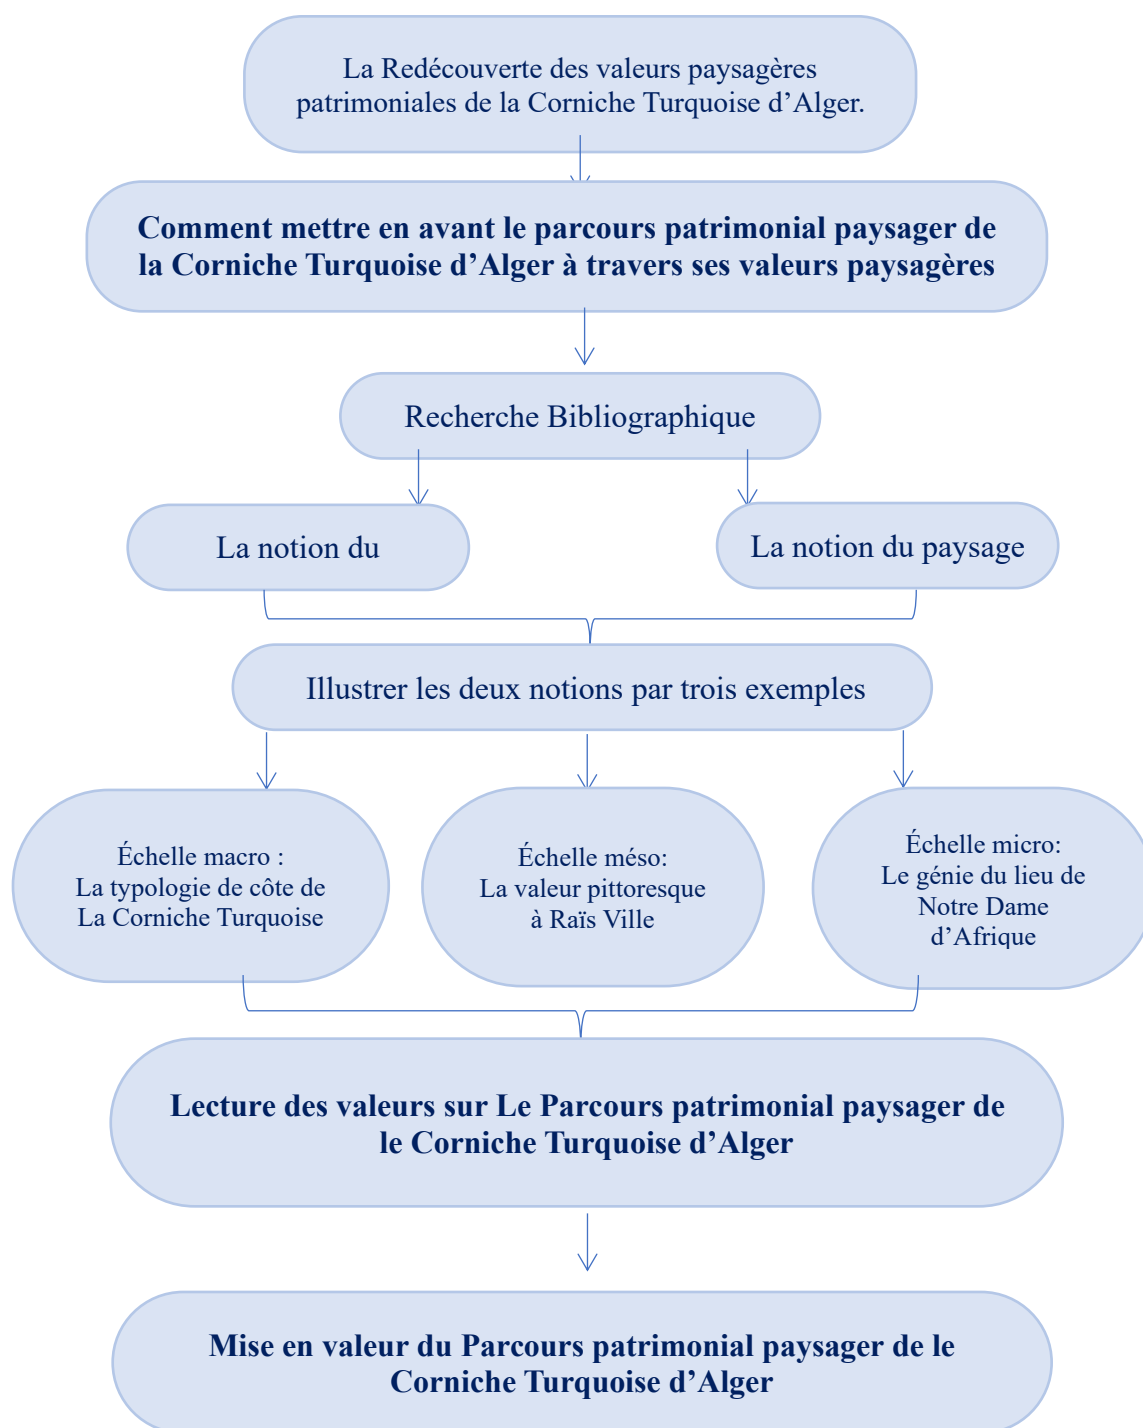 La Redécouverte des valeurs paysagères
patrimoniales de la Corniche Turquoise d’Alger.
Comment mettre en avant le parcours patrimonial paysager de
la Corniche Turquoise d’Alger à travers ses valeurs paysagères
Recherche Bibliographique
La notion du
La notion du paysage
Illustrer les deux notions par trois exemples
Échelle macro :
La typologie de côte de
La Corniche Turquoise
Échelle méso:
La valeur pittoresque
à Raïs Ville
Échelle micro:
Le génie du lieu de
Notre Dame
d’Afrique
Lecture des valeurs sur Le Parcours patrimonial paysager de
le Corniche Turquoise d’Alger
Mise en valeur du Parcours patrimonial paysager de le
Corniche Turquoise d’Alger